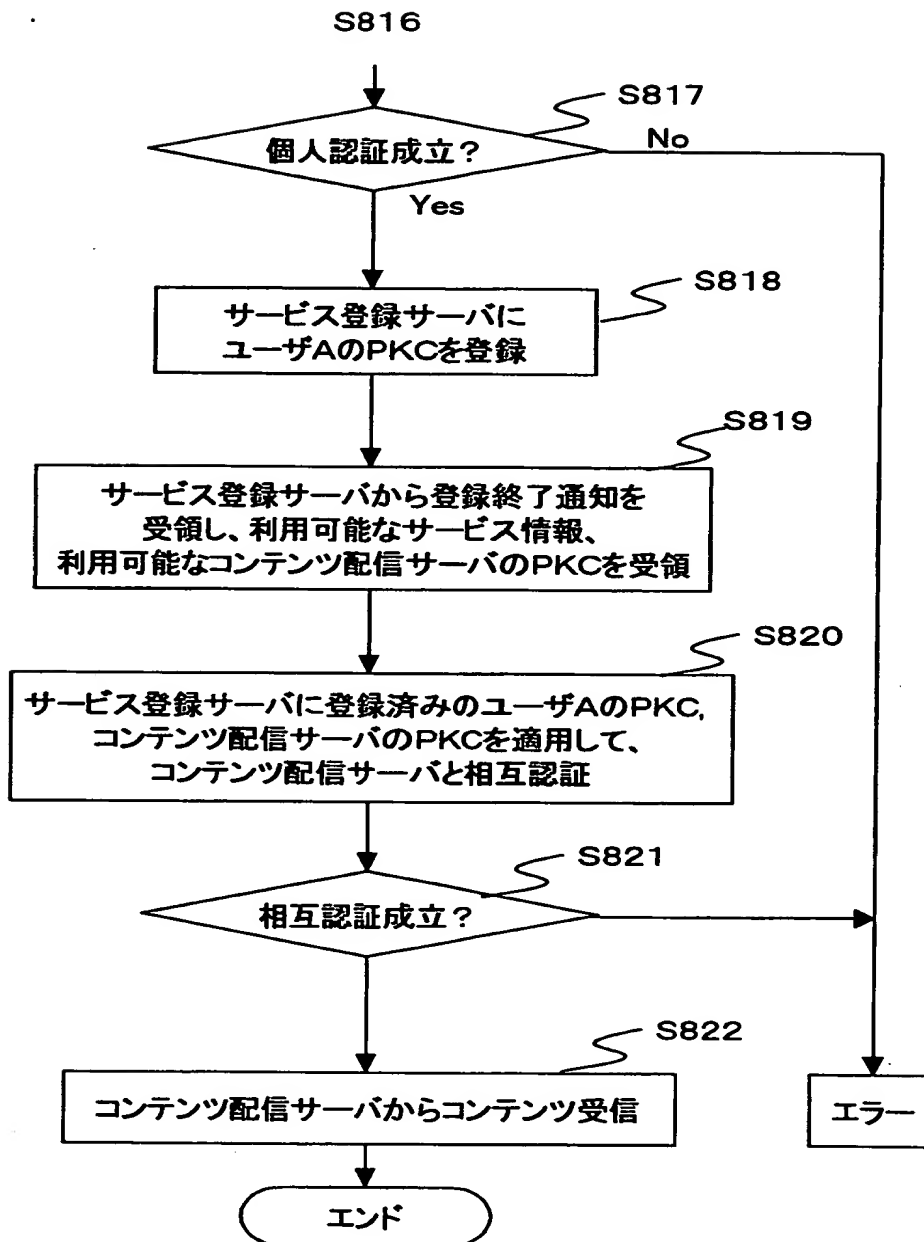 S816
S817
個人認証成立?
No
Yes
S818
サービス登録サーバに
ユーザAのPKCを登録
S819
サービス登録サーバから登録終了通知を
受領し、利用可能なサービス情報、
利用可能なコンテンツ配信サーバのPKCを受領
S820
サービス登録サーバに登録済みのユーザAのPKC,
コンテンツ配信サーバのPKCを適用して、
コンテンツ配信サーバと相互認証
S821
相互認証成立?
S822
コンテンツ配信サーバからコンテンツ受信
エラー
エンド